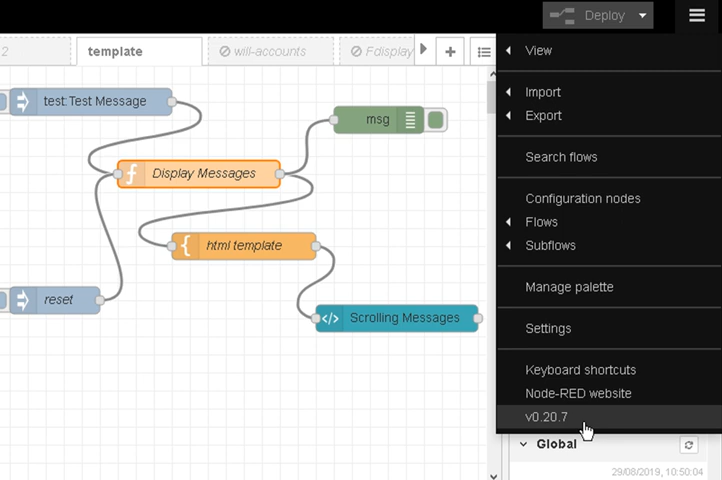 Deploy
2
template
will-accounts
Fdisplay
View
Import
Export
Search flows
Configuration nodes
Flows
Subflows
Manage palette
Settings
Keyboard shortcuts
Node-RED website
v0.20.7
test:Test Message
msg
Display Messages
html template
reset
Scrolling Messages
Global
29/08/2019, 10:50:04